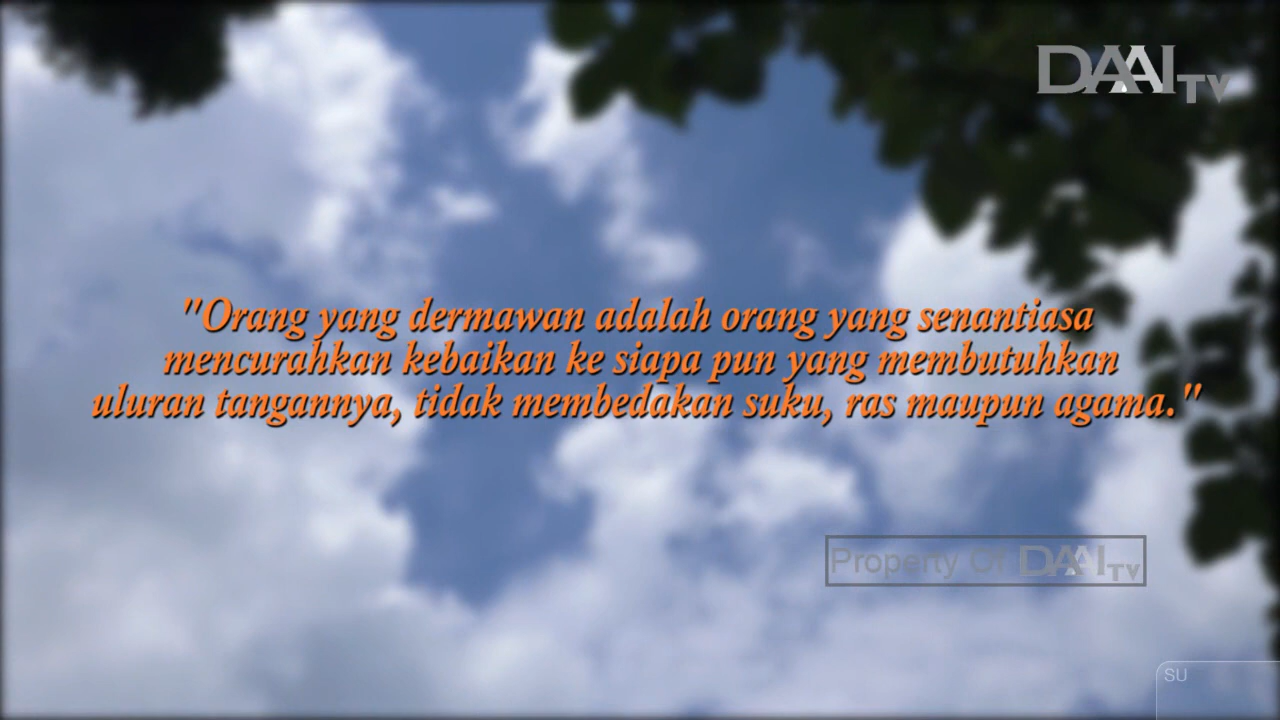 DAAI TV
"Orang yang dermawan adalah orang yang senantiasa
mencurahkan kebaikan ke siapa pun yang membutuhkan
uluran tangannya, tidak membedakan suku, ras maupun agama."
Property Of DAAI TV
SU